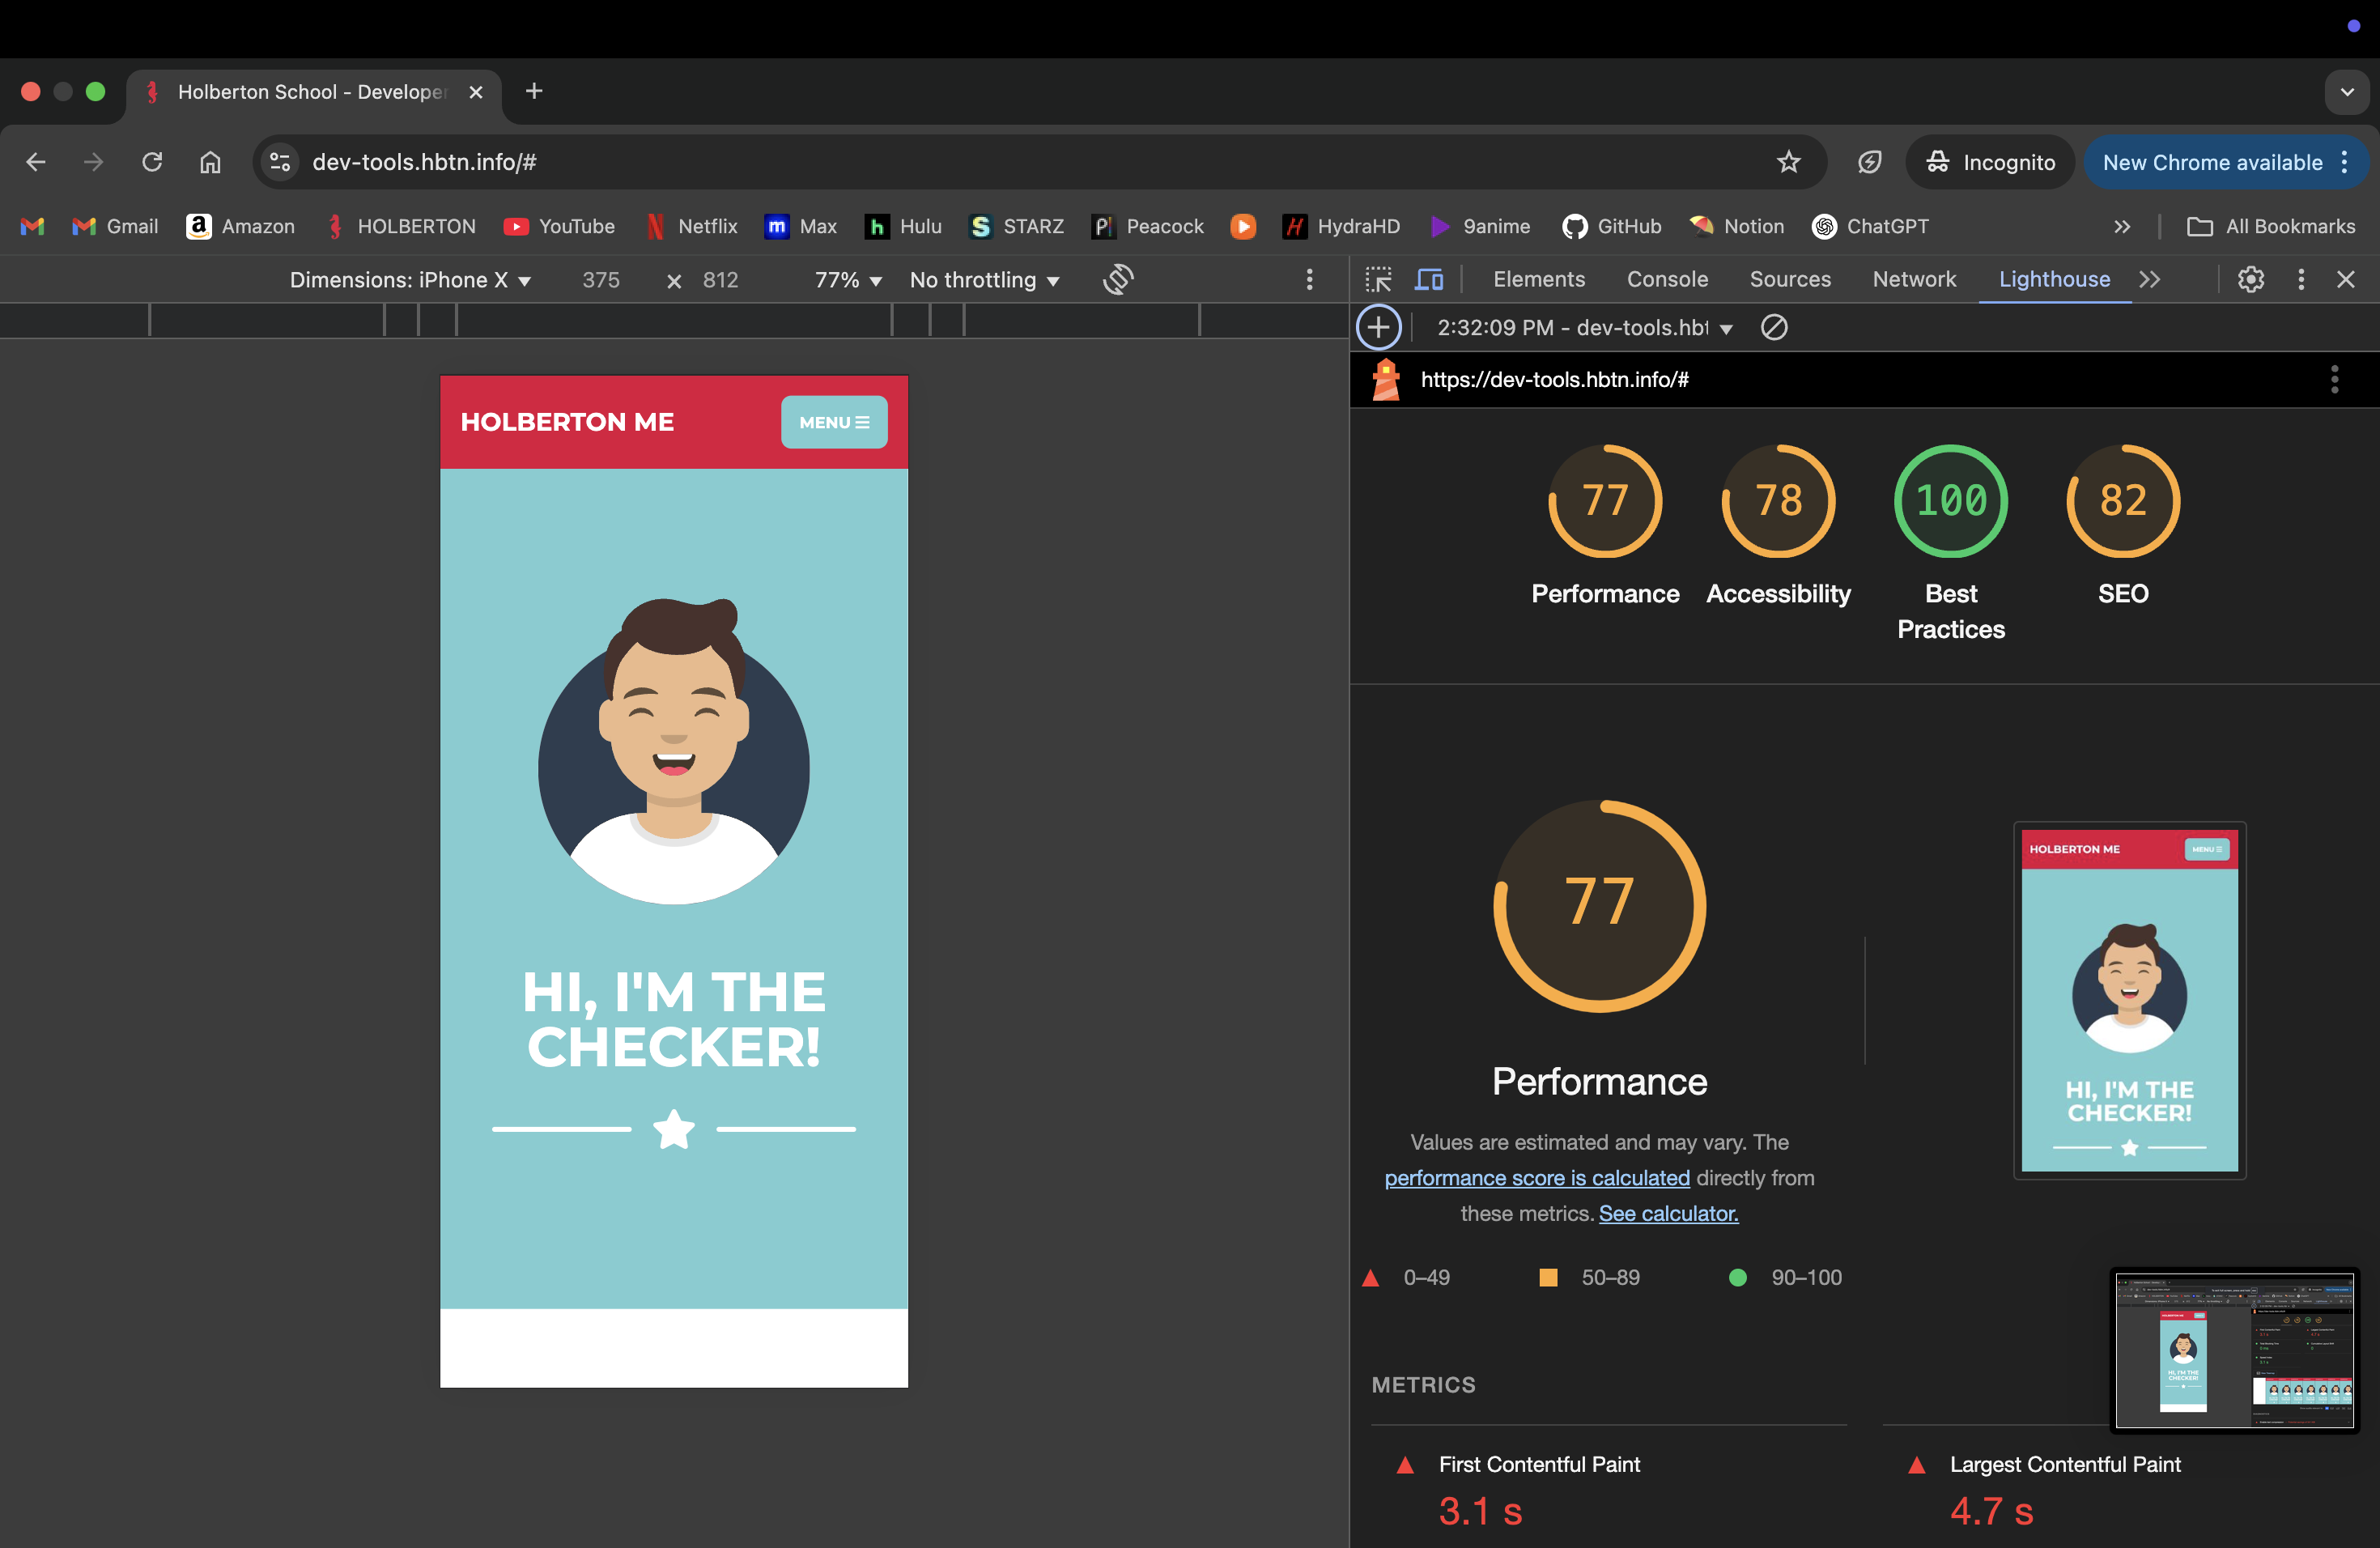 Holberton School - Develope
dev-tools.hbtn.info/#
Incognito
New Chrome available
Gmail
Amazon
HOLBERTON
YouTube
Netflix
Max
Hulu
STARZ
Peacock
HydraHD
9anime
GitHub
Notion
ChatGPT
All Bookmarks
Dimensions: iPhone X
375
812
77%
No throttling
Elements
Console
Sources
Network
Lighthouse
2:32:09 PM - dev-tools.hbt
https://dev-tools.hbtn.info/#
HOLBERTON ME
MENU
HI, I'M THE
CHECKER!
77
78
100
82
Performance
Accessibility
Best
Practices
SEO
77
Performance
Values are estimated and may vary. The
performance score is calculated directly from
these metrics. See calculator.
0–49
50–89
90–100
HOLBERTON ME
MENU
HI, I'M THE
CHECKER!
METRICS
First Contentful Paint
3.1 s
Largest Contentful Paint
4.7 s